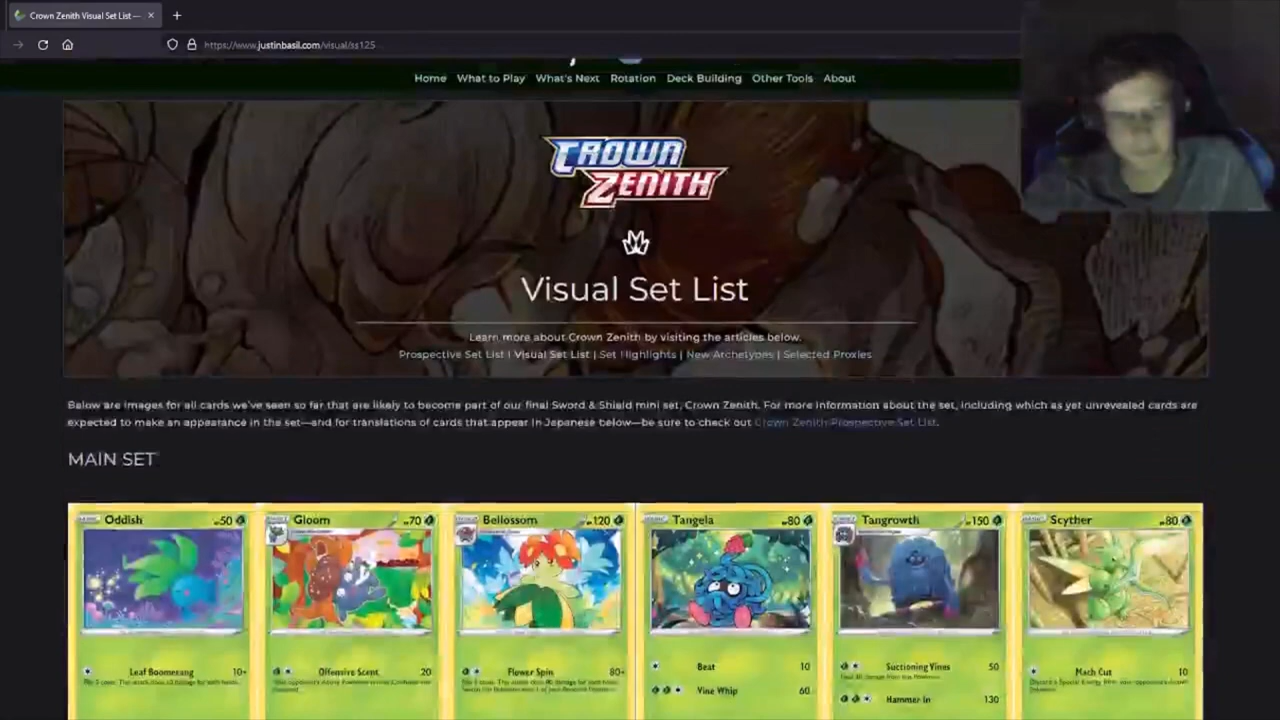 Crown Zenith Visual Set List —
https://www.justinbasil.com/visual/ss125
Home What to Play What's Next Rotation Deck Building Other Tools About
CROWN
ZENITH
Visual Set List
Learn more about Crown Zenith by visiting the articles below.
Prospective Set List | Visual Set List | Set Highlights | New Archetypes | Selected Proxies
Below are images for all cards we've seen so far that are likely to become part of our final Sword & Shield mini set, Crown Zenith. For more information about the set, including which as yet unrevealed cards are
expected to make an appearance in the set—and for translations of cards that appear in Japanese below—be sure to check out Crown Zenith Prospective Set List.
MAIN SET
Oddish 50 Gloom 70 Bellossom 120 Tangela 80 Tangrowth 150 Scyther 80
Leaf Boomerang 10+ Offensive Scent 20 Flower Spin 80+ Beat 10 Suctioning Vines 50 Mach Cut 10
Vine Whip 60 Hammer In 130